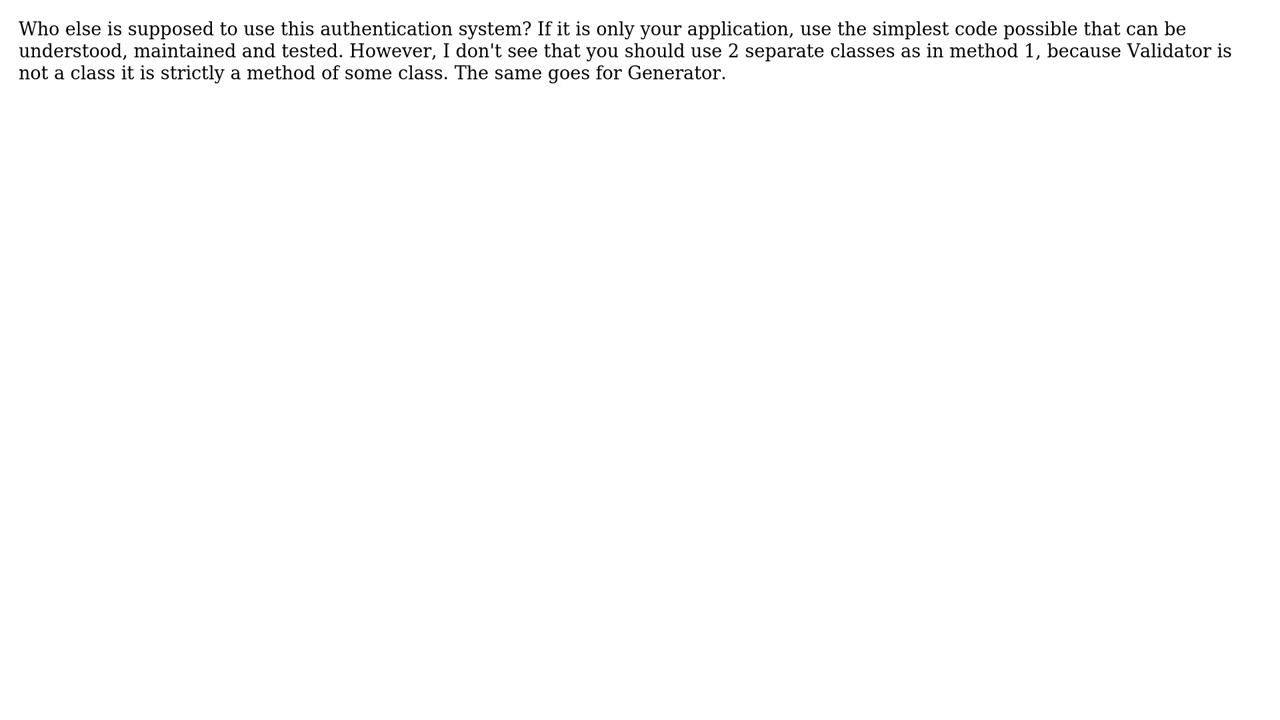 Who else is supposed to use this authentication system? If it is only your application, use the simplest code possible that can be
understood, maintained and tested. However, I don't see that you should use 2 separate classes as in method 1, because Validator is
not a class it is strictly a method of some class. The same goes for Generator.